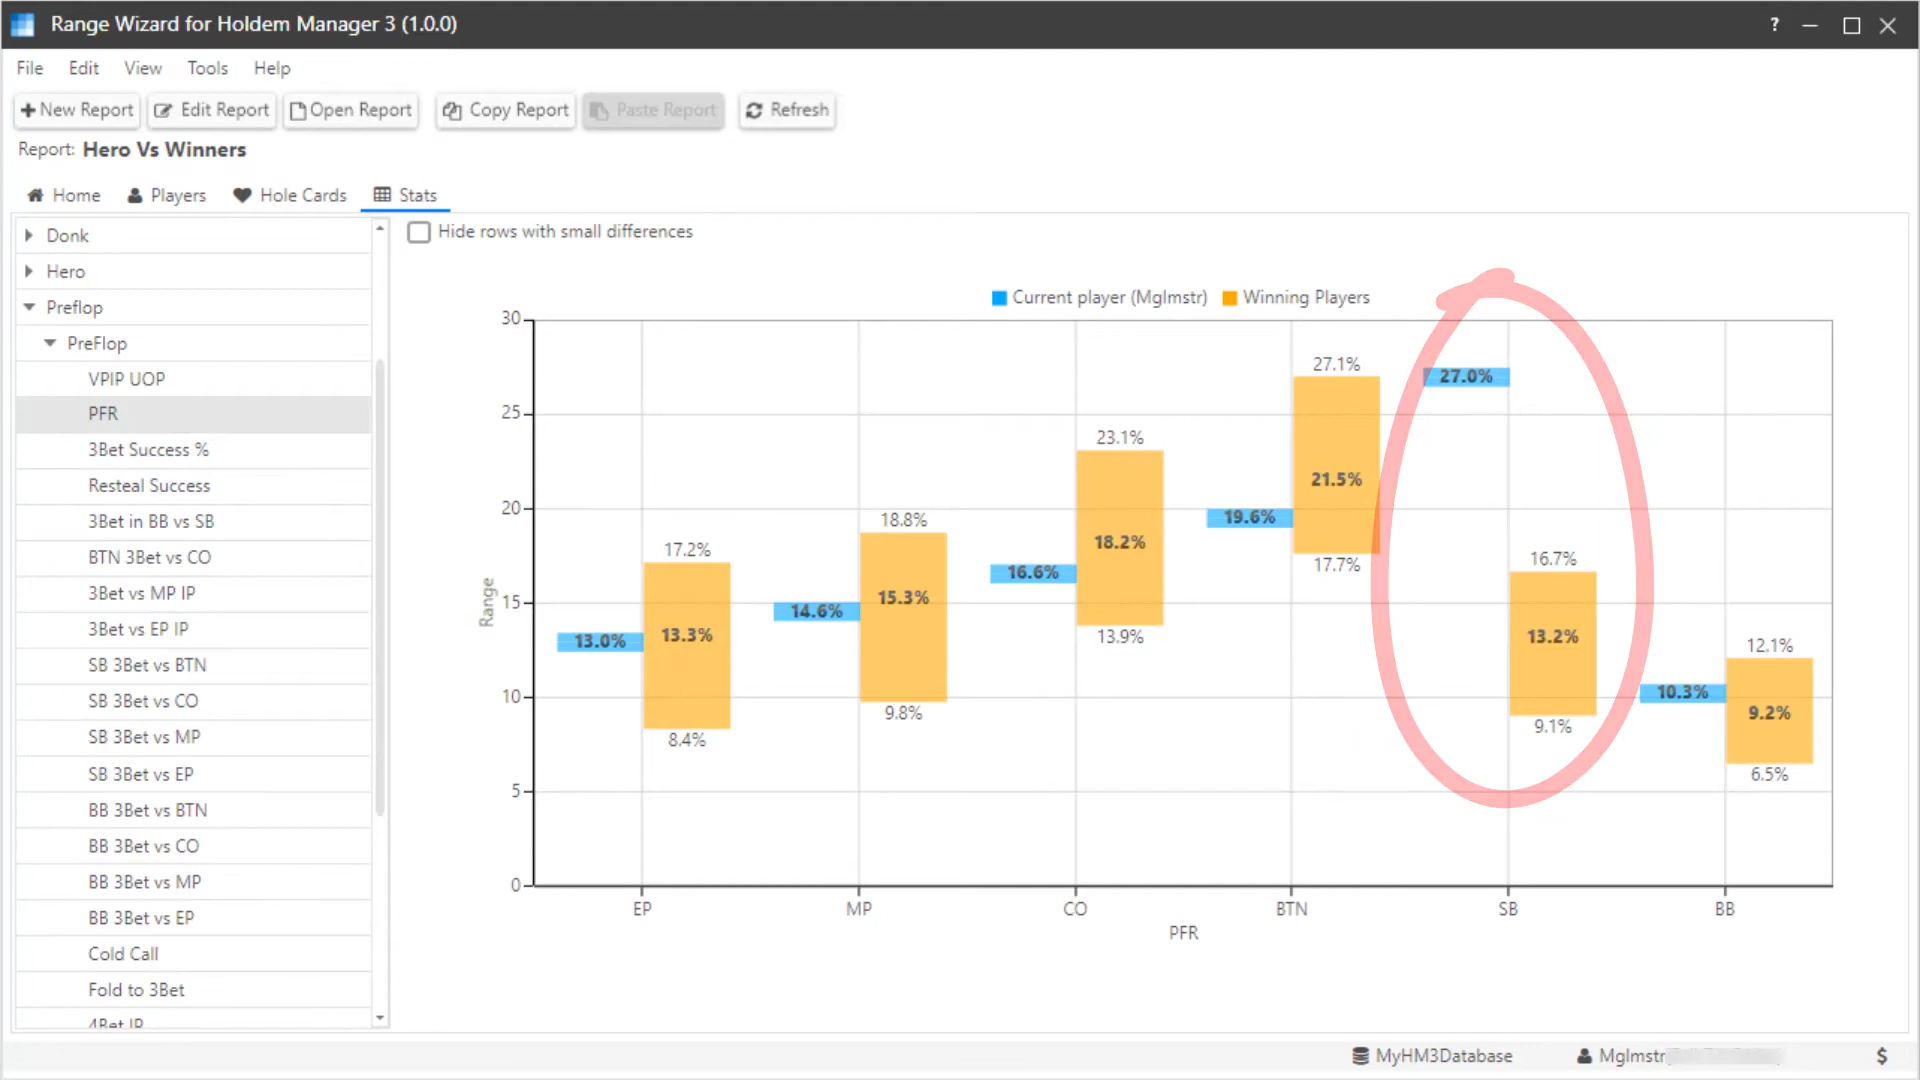 Range Wizard for Holdem Manager 3 (1.0.0) ?
File Edit View Tools Help
New Report Edit Report Open Report Copy Report Paste Report Refresh
Report: Hero Vs Winners
Home Players Hole Cards Stats
Donk
Hero
Preflop
PreFlop
VPIP UOP
PFR
3Bet Success %
Resteal Success
3Bet in BB vs SB
BTN 3Bet vs CO
3Bet vs MP IP
3Bet vs EP IP
SB 3Bet vs BTN
SB 3Bet vs CO
SB 3Bet vs MP
SB 3Bet vs EP
BB 3Bet vs BTN
BB 3Bet vs CO
BB 3Bet vs MP
BB 3Bet vs EP
Cold Call
Fold to 3Bet
4Bet IP
Hide rows with small differences
Current player (Mglmstr) Winning Players
30
25
20
15
10
5
0
Range
13.0%
17.2%
13.3%
8.4%
14.6%
18.8%
15.3%
9.8%
16.6%
23.1%
18.2%
13.9%
19.6%
27.1%
21.5%
17.7%
27.0%
16.7%
13.2%
9.1%
10.3%
12.1%
9.2%
6.5%
EP MP CO BTN SB BB
PFR
MyHM3Database Mglmstr $